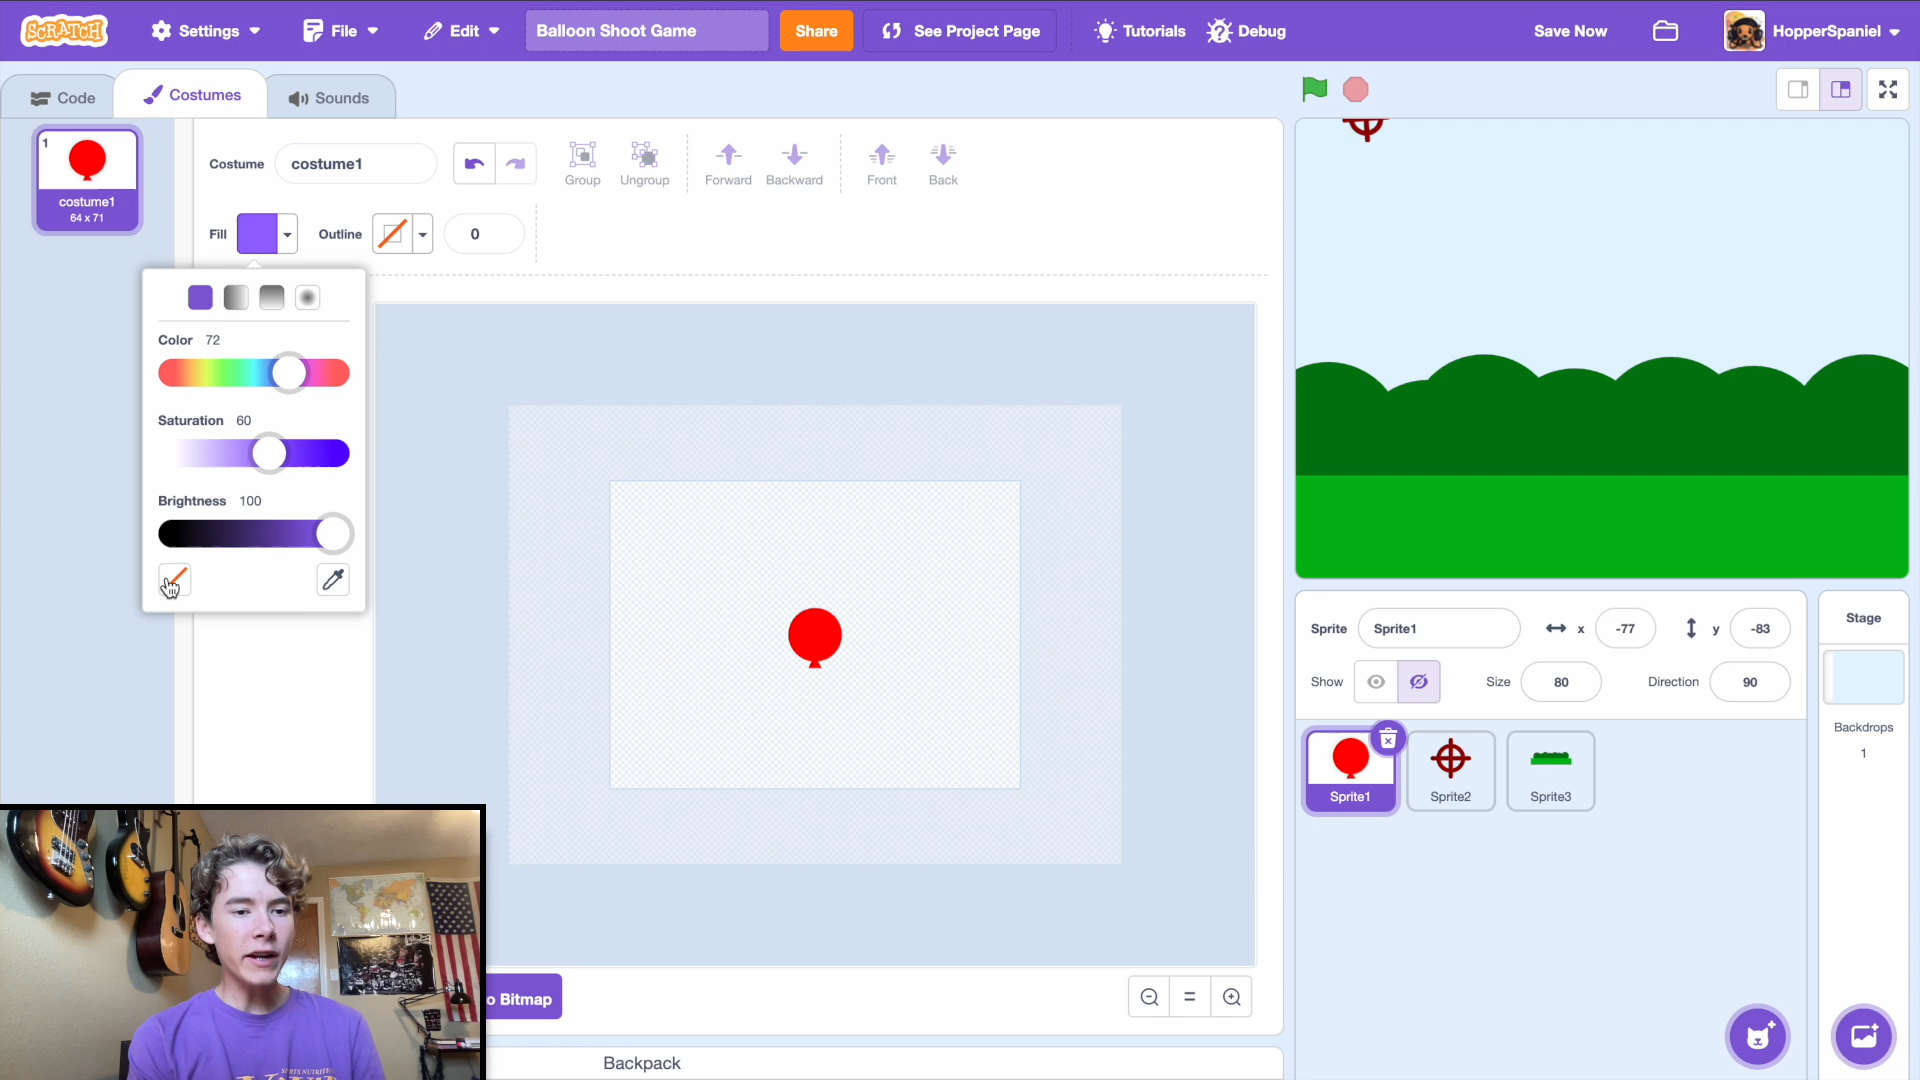 SCRATCH Settings File Edit Balloon Shoot Game Share See Project Page Tutorials Debug Save Now HopperSpaniel
Code Costumes Sounds
1
costume1
64 x 71
Costume costume1 Group Ungroup Forward Backward Front Back
Fill Outline 0
Color 72
Saturation 60
Brightness 100
o Bitmap
Backpack
Sprite Sprite1 x -77 y -83
Show Size 80 Direction 90
Sprite1 Sprite2 Sprite3
Stage
Backdrops
1